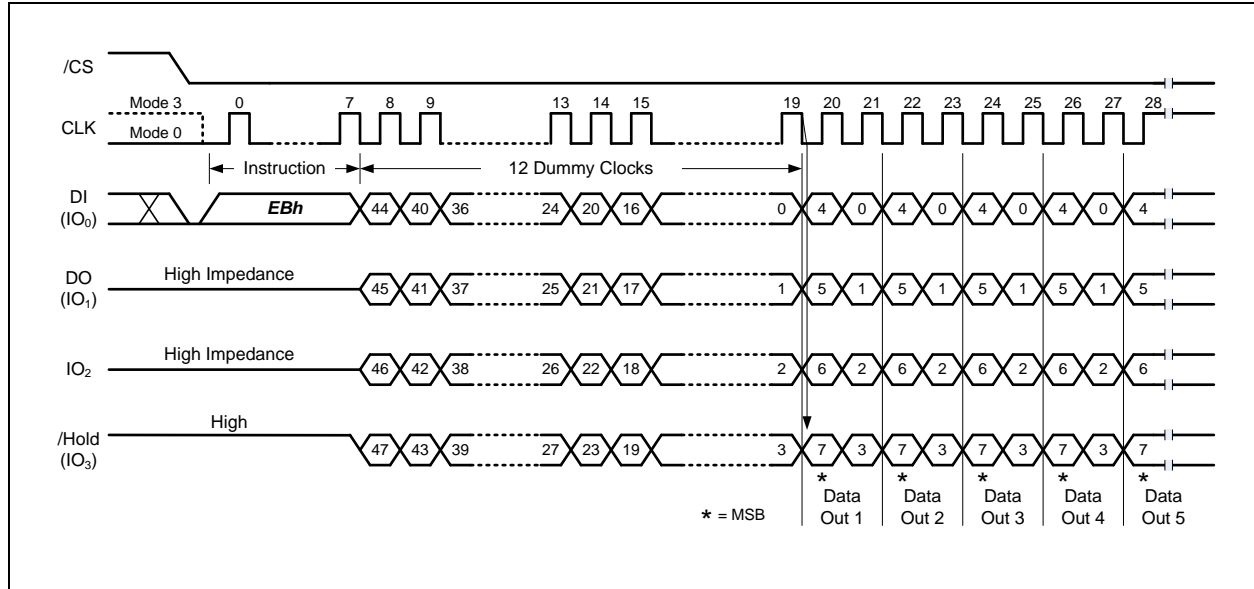 /CS
Mode 3 0 7 8 9 13 14 15 19 20 21 22 23 24 25 26 27 28
CLK
Mode 0
Instruction 12 Dummy Clocks
DI
(IO0) EBh 44 40 36 24 20 16 0 4 0 4 0 4 0 4 0 4
DO High Impedance
(IO1) 45 41 37 25 21 17 1 5 1 5 1 5 1 5 1 5
High Impedance
IO2 46 42 38 26 22 18 2 6 2 6 2 6 2 6 2 6
High
/Hold
(IO3) 47 43 39 27 23 19 3 7 3 7 3 7 3 7 3 7
* * * * *
* = MSB
Data Out 1
Data Out 2
Data Out 3
Data Out 4
Data Out 5